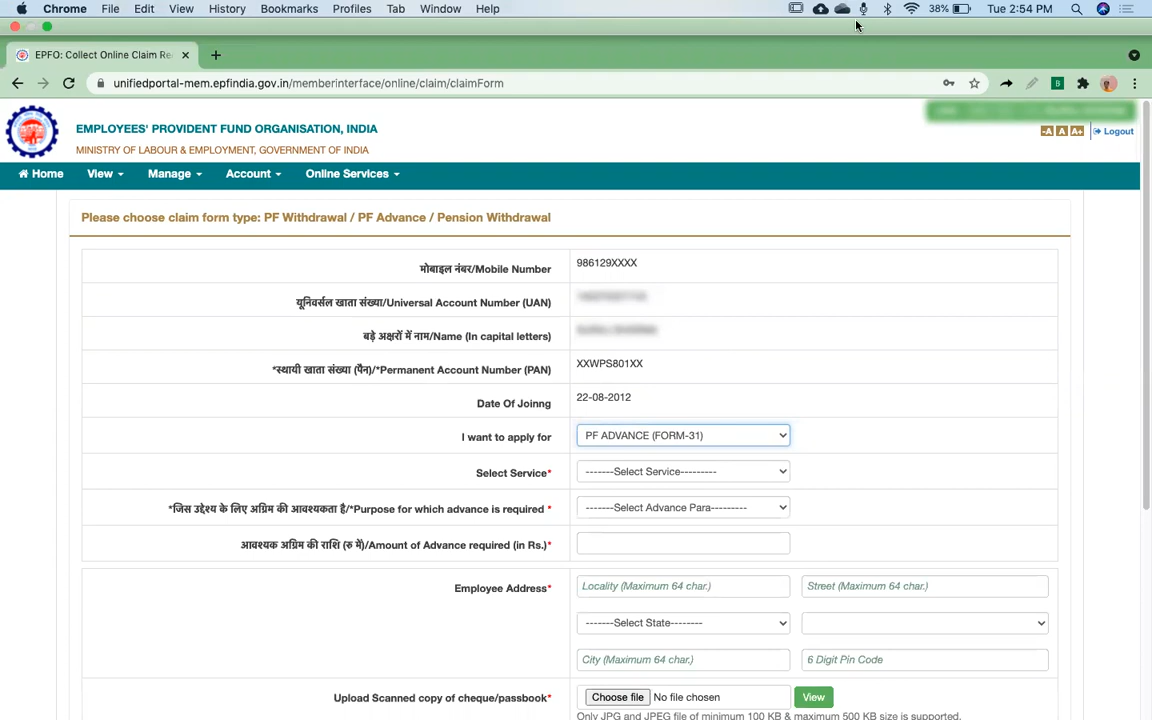 Chrome File Edit View History Bookmarks Profiles Tab Window Help 38% Tue 2:54 PM
EPFO: Collect Online Claim Re
unifiedportal-mem.epfindia.gov.in/memberinterface/online/claim/claimForm
EMPLOYEES' PROVIDENT FUND ORGANISATION, INDIA
MINISTRY OF LABOUR & EMPLOYMENT, GOVERNMENT OF INDIA
-A A A+ Logout
Home View Manage Account Online Services
Please choose claim form type: PF Withdrawal / PF Advance / Pension Withdrawal
मोबाइल नंबर/Mobile Number 986129XXXX
यूनिवर्सल खाता संख्या/Universal Account Number (UAN)
बड़े अक्षरों में नाम/Name (In capital letters)
*स्थायी खाता संख्या (पैन)/*Permanent Account Number (PAN) XXWPS801XX
Date Of Joinng 22-08-2012
I want to apply for PF ADVANCE (FORM-31)
Select Service* -------Select Service---------
*जिस उद्देश्य के लिए अग्रिम की आवश्यकता है/*Purpose for which advance is required * -------Select Advance Para---------
आवश्यक अग्रिम की राशि (रु में)/Amount of Advance required (in Rs.)*
Employee Address* Locality (Maximum 64 char.) Street (Maximum 64 char.)
-------Select State--------
City (Maximum 64 char.) 6 Digit Pin Code
Upload Scanned copy of cheque/passbook* Choose file No file chosen View
Only JPG and JPEG file of minimum 100 KB & maximum 500 KB size is supported.